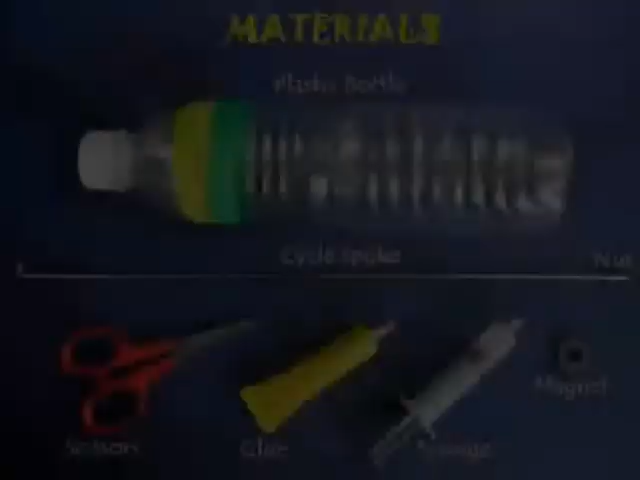 MATERIALS
Plastic Bottle
Cycle spoke
Nut
Scissors
Glue
Syringe
Magnet